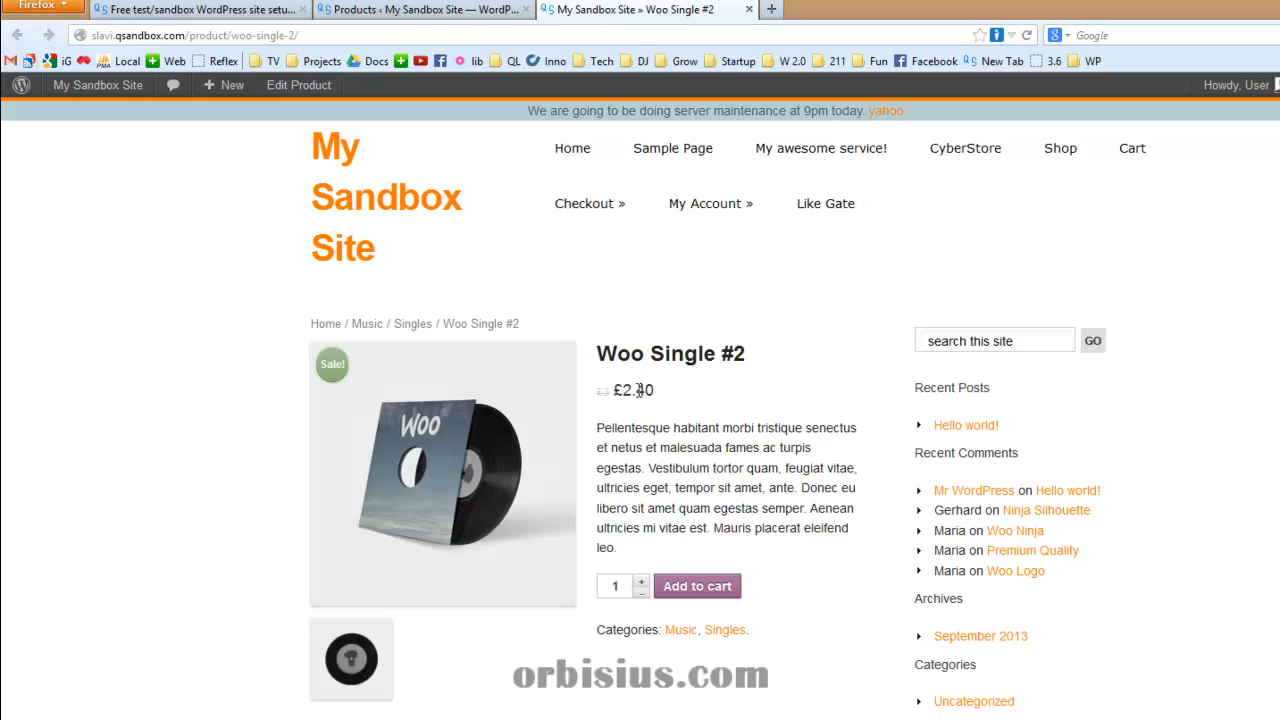 Firefox
Free test/sandbox WordPress site setu...
Products ‹ My Sandbox Site — WordP...
My Sandbox Site » Woo Single #2
slavi.qsandbox.com/product/woo-single-2/
Google
iG Local Web Reflex TV Projects Docs lib QL Inno Tech DJ Grow Startup W 2.0 211 Fun Facebook New Tab 3.6 WP
My Sandbox Site New Edit Product Howdy, User
We are going to be doing server maintenance at 9pm today. yahoo
My
Sandbox
Site
Home Sample Page My awesome service! CyberStore Shop Cart
Checkout » My Account » Like Gate
Home / Music / Singles / Woo Single #2
Sale!
WOO
Woo Single #2
£3 £2.40
Pellentesque habitant morbi tristique senectus
et netus et malesuada fames ac turpis
egestas. Vestibulum tortor quam, feugiat vitae,
ultricies eget, tempor sit amet, ante. Donec eu
libero sit amet quam egestas semper. Aenean
ultricies mi vitae est. Mauris placerat eleifend
leo.
1 + - Add to cart
Categories: Music, Singles.
search this site GO
Recent Posts
Hello world!
Recent Comments
Mr WordPress on Hello world!
Gerhard on Ninja Silhouette
Maria on Woo Ninja
Maria on Premium Quality
Maria on Woo Logo
Archives
September 2013
Categories
Uncategorized
orbisius.com